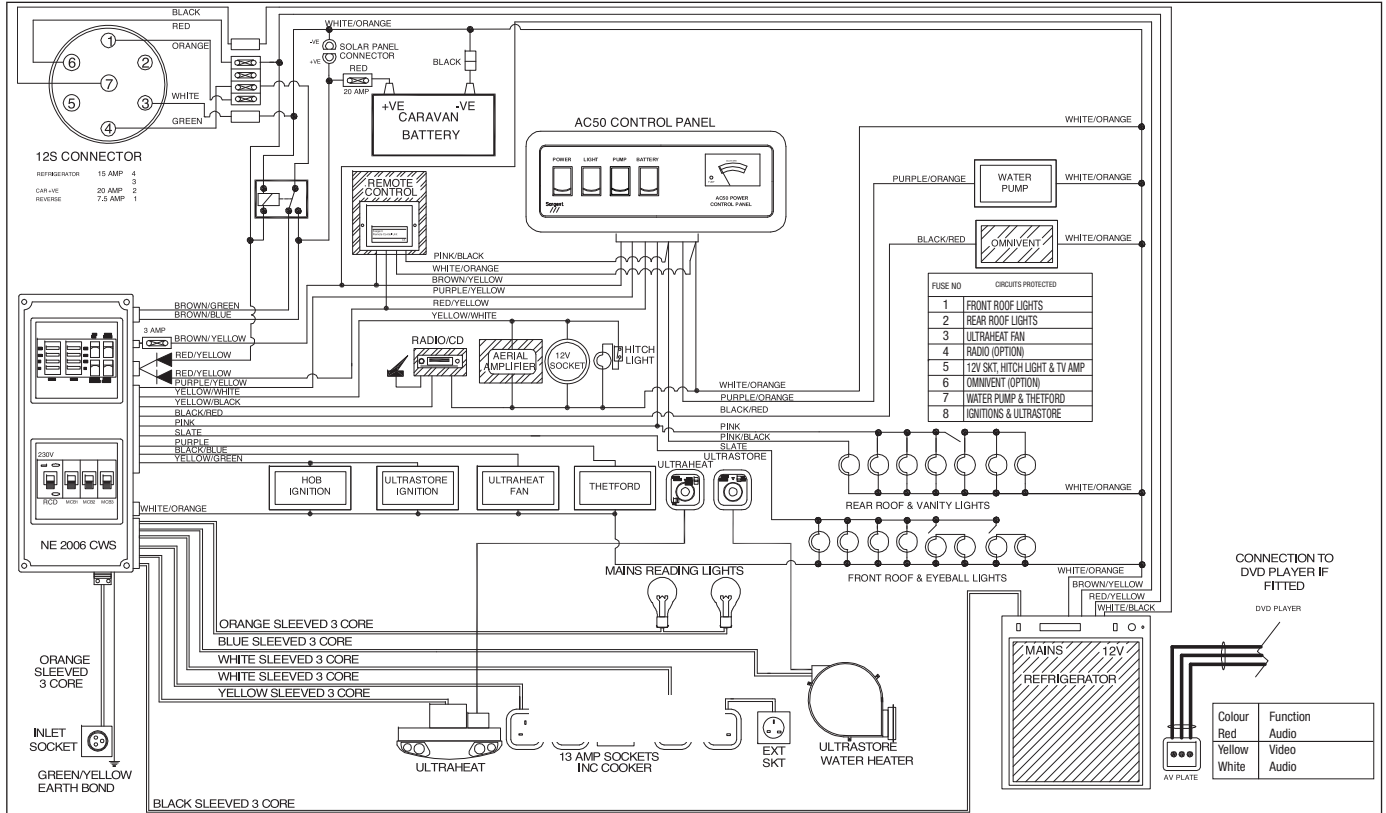 BLACK
RED
ORANGE
WHITE
GREEN
1
6
2
7
5
3
4
12S CONNECTOR
REFRIGERATOR 15 AMP 4
3
CAR +VE 20 AMP 2
REVERSE 7.5 AMP 1
WHITE/ORANGE
-VE
+VE
SOLAR PANEL
CONNECTOR
RED
20 AMP
BLACK
+VE -VE
CARAVAN
BATTERY
REMOTE
CONTROL
AC50 CONTROL PANEL
POWER LIGHT PUMP BATTERY
Sargent
AC50 POWER
CONTROL PANEL
WHITE/ORANGE
PURPLE/ORANGE
WATER
PUMP
WHITE/ORANGE
BLACK/RED
OMNIVENT
WHITE/ORANGE
FUSE NO CIRCUITS PROTECTED
1 FRONT ROOF LIGHTS
2 REAR ROOF LIGHTS
3 ULTRAHEAT FAN
4 RADIO (OPTION)
5 12V SKT, HITCH LIGHT & TV AMP
6 OMNIVENT (OPTION)
7 WATER PUMP & THETFORD
8 IGNITIONS & ULTRASTORE
PINK/BLACK
WHITE/ORANGE
BROWN/YELLOW
PURPLE/YELLOW
RED/YELLOW
YELLOW/WHITE
BROWN/GREEN
BROWN/BLUE
3 AMP
BROWN/YELLOW
RED/YELLOW
RED/YELLOW
PURPLE/YELLOW
YELLOW/WHITE
YELLOW/BLACK
BLACK/RED
PINK
SLATE
PURPLE
BLACK/BLUE
YELLOW/GREEN
RADIO/CD
AERIAL
AMPLIFIER
12V
SOCKET
HITCH
LIGHT
WHITE/ORANGE
PURPLE/ORANGE
BLACK/RED
PINK
PINK/BLACK
SLATE
WHITE/ORANGE
REAR ROOF & VANITY LIGHTS
230V
RCD MCB1 MCB2 MCB3
NE 2006 CWS
HOB
IGNITION
ULTRASTORE
IGNITION
ULTRAHEAT
FAN
THETFORD
ULTRAHEAT
ULTRASTORE
WHITE/ORANGE
FRONT ROOF & EYEBALL LIGHTS
MAINS READING LIGHTS
WHITE/ORANGE
BROWN/YELLOW
RED/YELLOW
WHITE/BLACK
ORANGE SLEEVED 3 CORE
BLUE SLEEVED 3 CORE
WHITE SLEEVED 3 CORE
WHITE SLEEVED 3 CORE
YELLOW SLEEVED 3 CORE
ORANGE
SLEEVED
3 CORE
INLET
SOCKET
GREEN/YELLOW
EARTH BOND
BLACK SLEEVED 3 CORE
ULTRAHEAT
13 AMP SOCKETS
INC COOKER
EXT
SKT
ULTRASTORE
WATER HEATER
MAINS 12V
REFRIGERATOR
CONNECTION TO
DVD PLAYER IF
FITTED
DVD PLAYER
AV PLATE
Colour Function
Red Audio
Yellow Video
White Audio